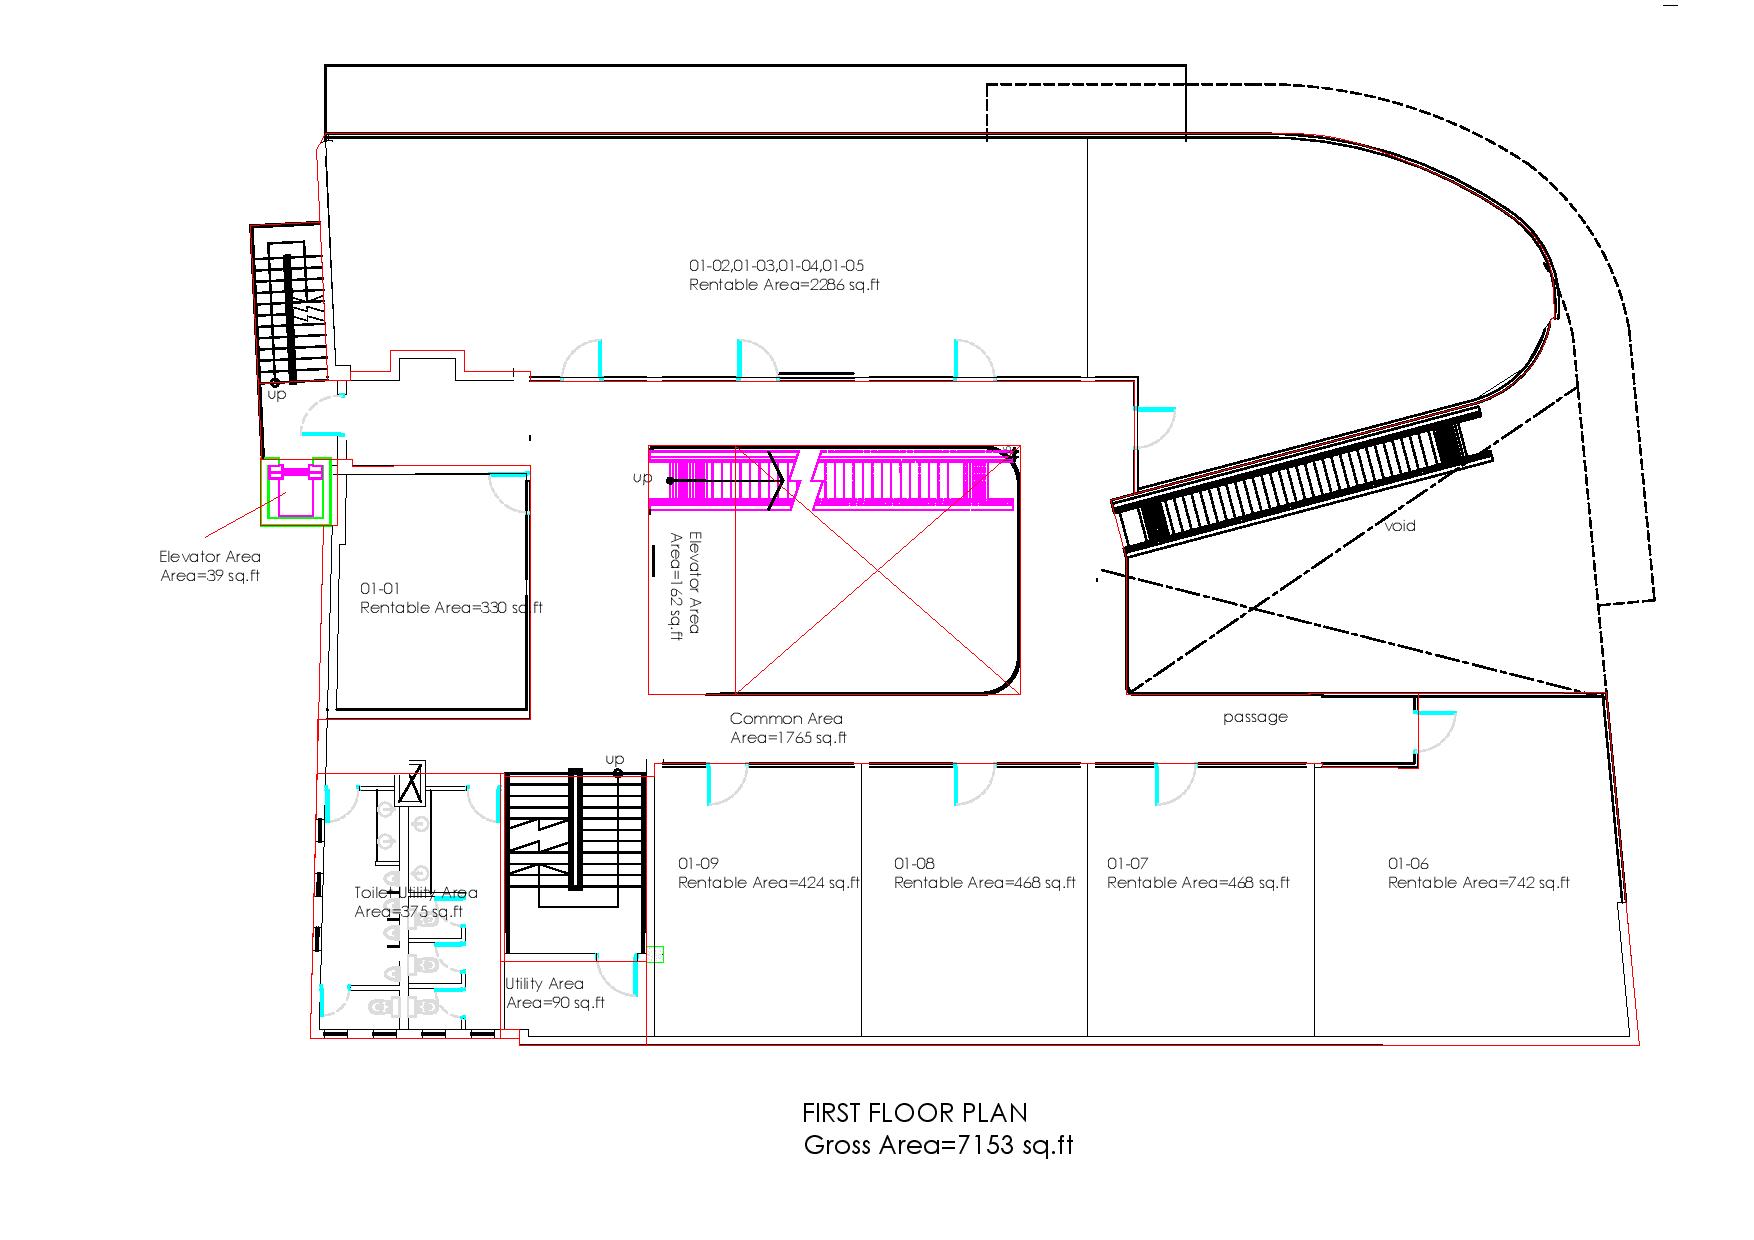 01-02,01-03,01-04,01-05
Rentable Area=2286 sq.ft
up
up
void
Elevator Area
Area=162 sq.ft
Elevator Area
Area=39 sq.ft
01-01
Rentable Area=330 sq.ft
Common Area
Area=1765 sq.ft
passage
up
01-09
Rentable Area=424 sq.ft
01-08
Rentable Area=468 sq.ft
01-07
Rentable Area=468 sq.ft
01-06
Rentable Area=742 sq.ft
Toilet Utility Area
Area=375 sq.ft
Utility Area
Area=90 sq.ft
FIRST FLOOR PLAN
Gross Area=7153 sq.ft